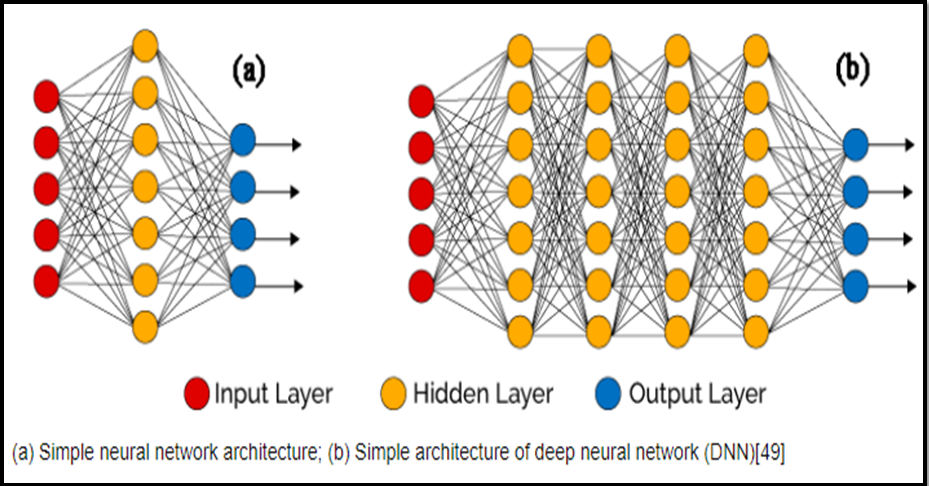 (a)
(b)
Input Layer
Hidden Layer
Output Layer
(a) Simple neural network architecture; (b) Simple architecture of deep neural network (DNN)[49]